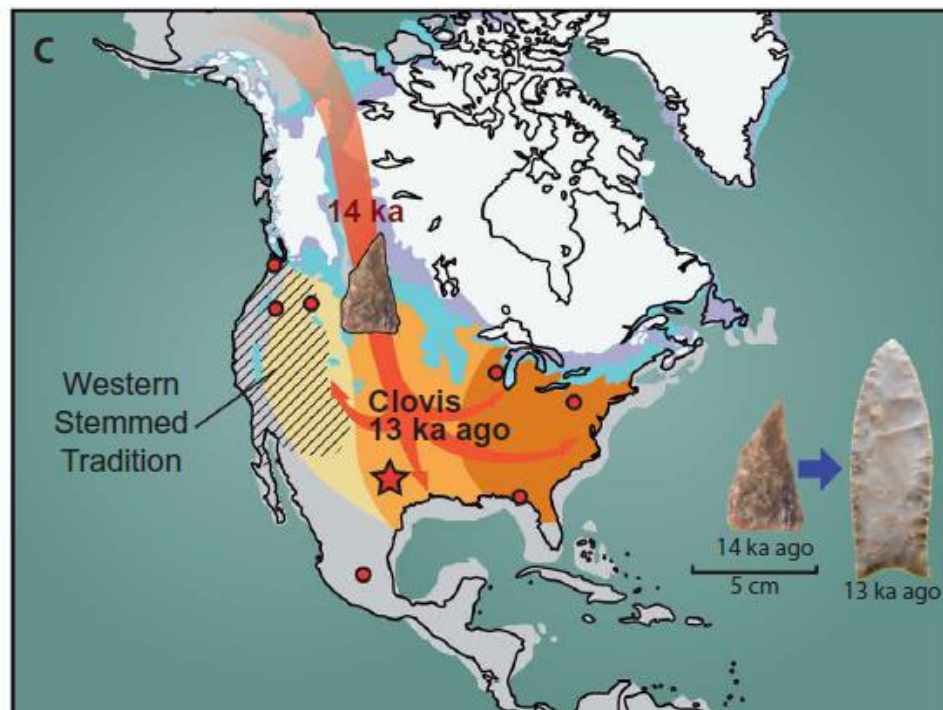 C
14 ka
Western
Stemmed
Tradition
Clovis
13 ka ago
14 ka ago
5 cm
13 ka ago